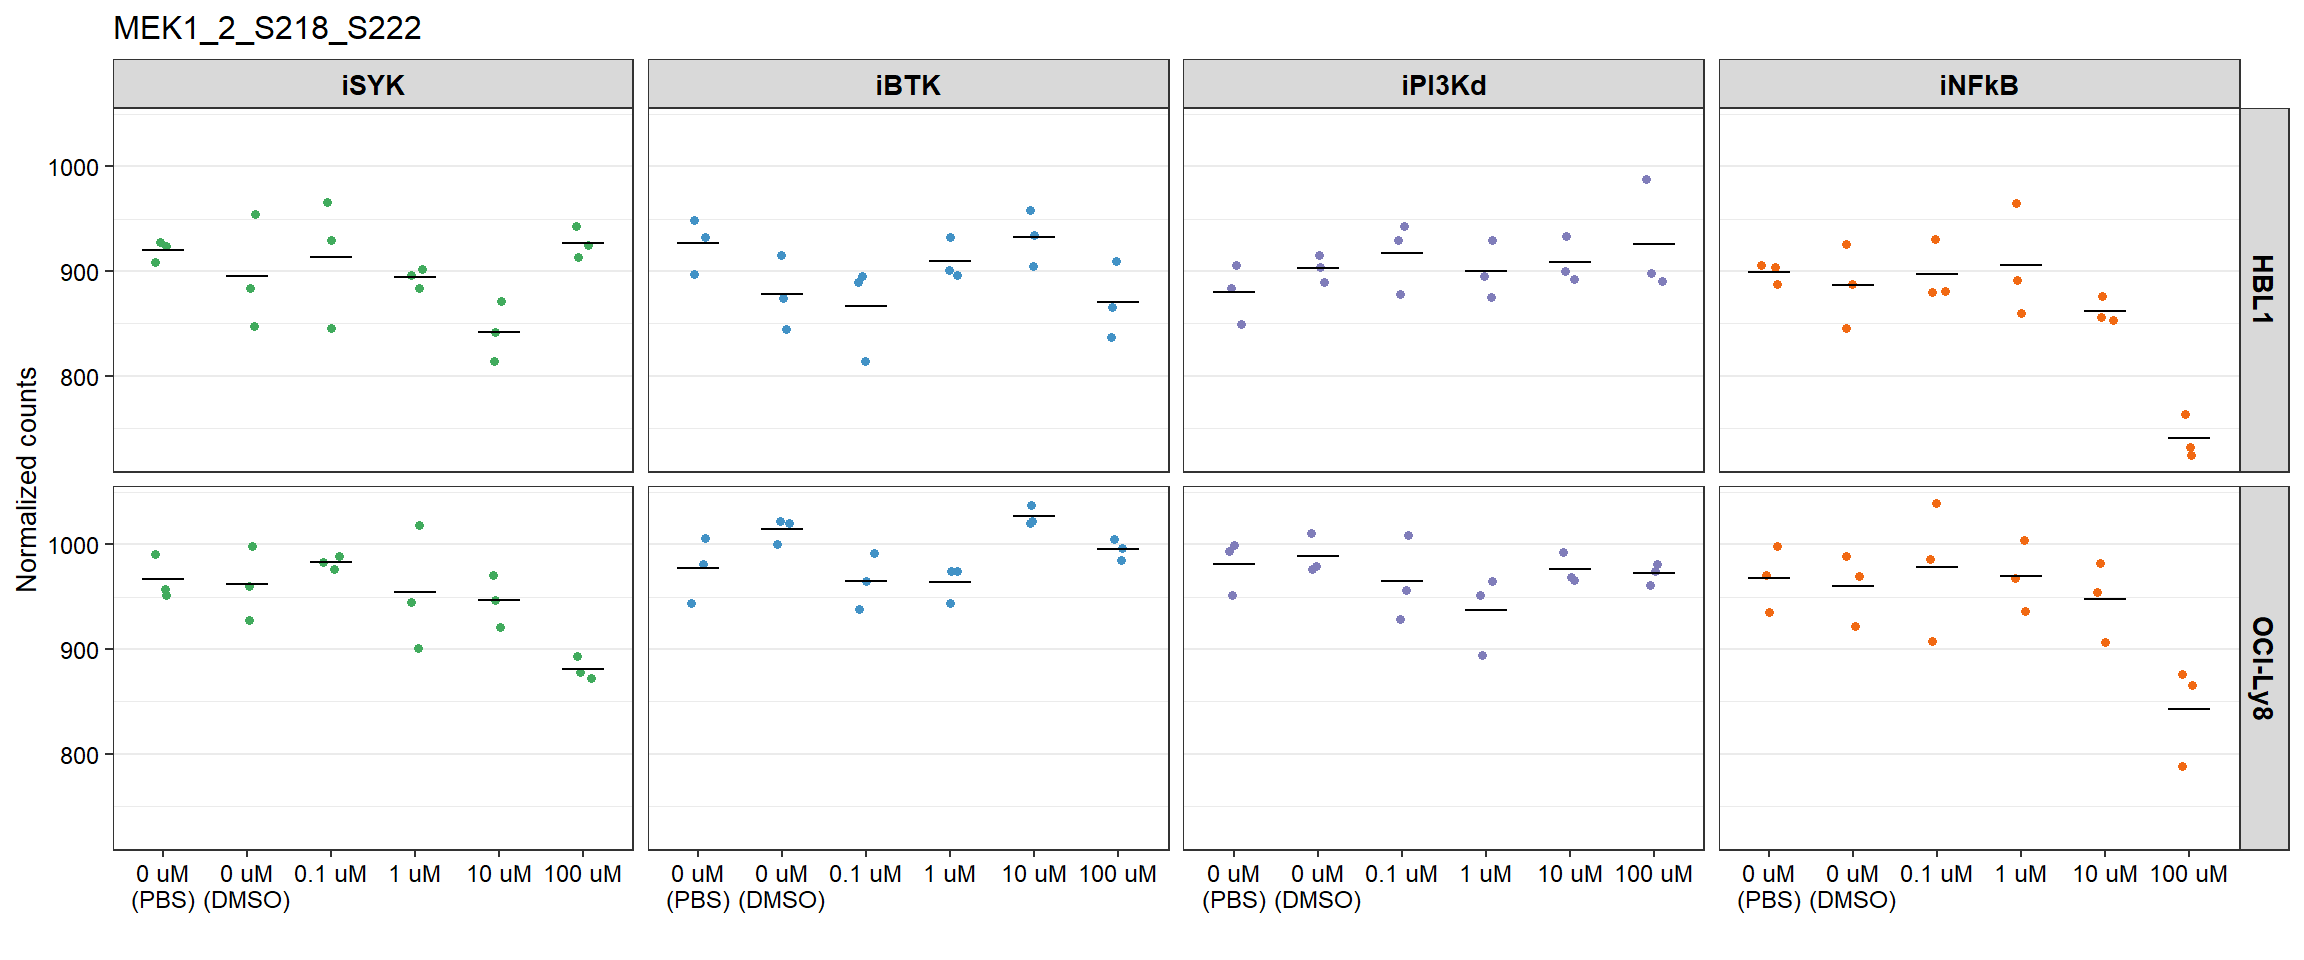 MEK1_2_S218_S222
iSYK
iBTK
iPI3Kd
iNFkB
Normalized counts
1000
900
800
HBL1
1000
900
800
OCI-Ly8
0 uM 0 uM 0.1 uM 1 uM 10 uM 100 uM
(PBS) (DMSO)
0 uM 0 uM 0.1 uM 1 uM 10 uM 100 uM
(PBS) (DMSO)
0 uM 0 uM 0.1 uM 1 uM 10 uM 100 uM
(PBS) (DMSO)
0 uM 0 uM 0.1 uM 1 uM 10 uM 100 uM
(PBS) (DMSO)